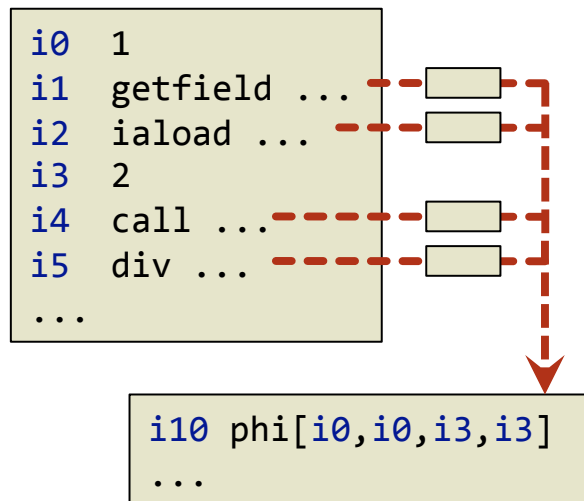 i0 1
i1 getfield ...
i2 iaload ...
i3 2
i4 call ...
i5 div ...
...
i10 phi[i0,i0,i3,i3]
...